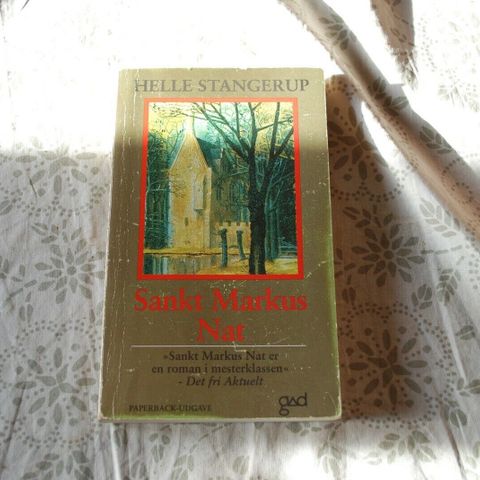 HELLE STANGERUP
Sankt Markus
Nat
»Sankt Markus Nat er
en roman i mesterklassen«
- Det fri Aktuelt
PAPERBACK-UDGAVE
gad